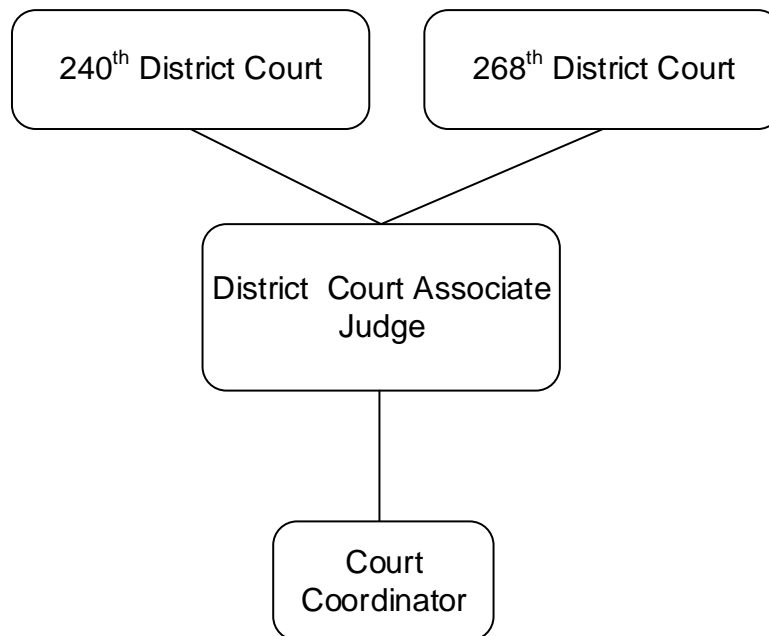 240th District Court
268th District Court
District Court Associate
Judge
Court
Coordinator